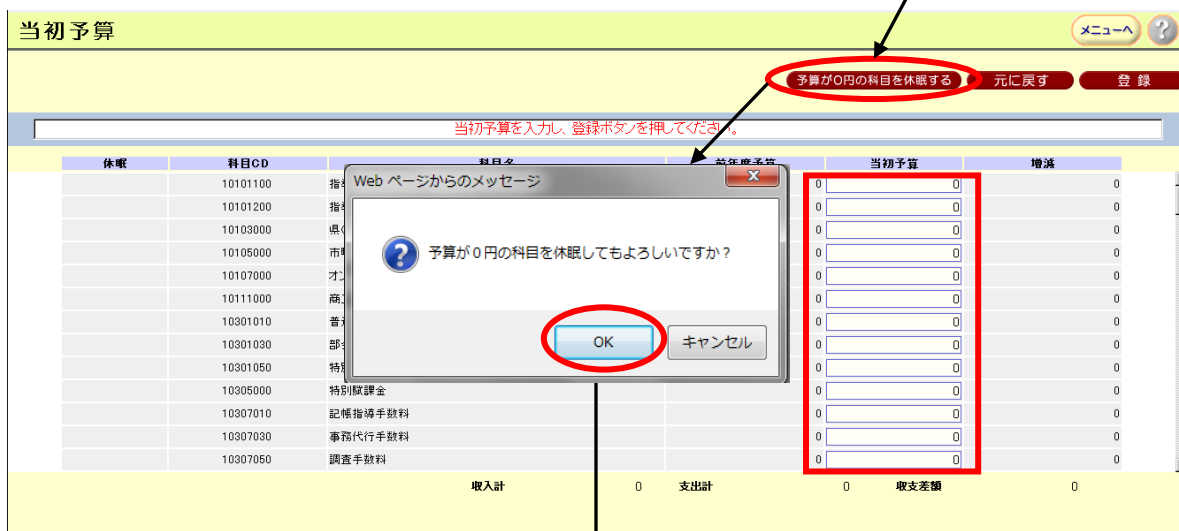 当初予算
メニューへ ?
予算が0円の科目を休眠する 元に戻す 登 録
当初予算を入力し、登録ボタンを押してください。
休眠 科目CD 科目名 前年度予算 当初予算 増減
Web ページからのメッセージ
予算が0円の科目を休眠してもよろしいですか?
OK キャンセル
10101100 指 0 0 0
10101200 指 0 0 0
10103000 県 0 0 0
10105000 市 0 0 0
10107000 オン 0 0 0
10111000 商 0 0 0
10301010 普 0 0 0
10301030 部 0 0 0
10301050 特 0 0 0
10305000 特別賦課金 0 0 0
10307010 記帳指導手数料 0 0 0
10307030 事務代行手数料 0 0 0
10307050 調査手数料 0 0 0
収入計 0 支出計 0 収支差額 0